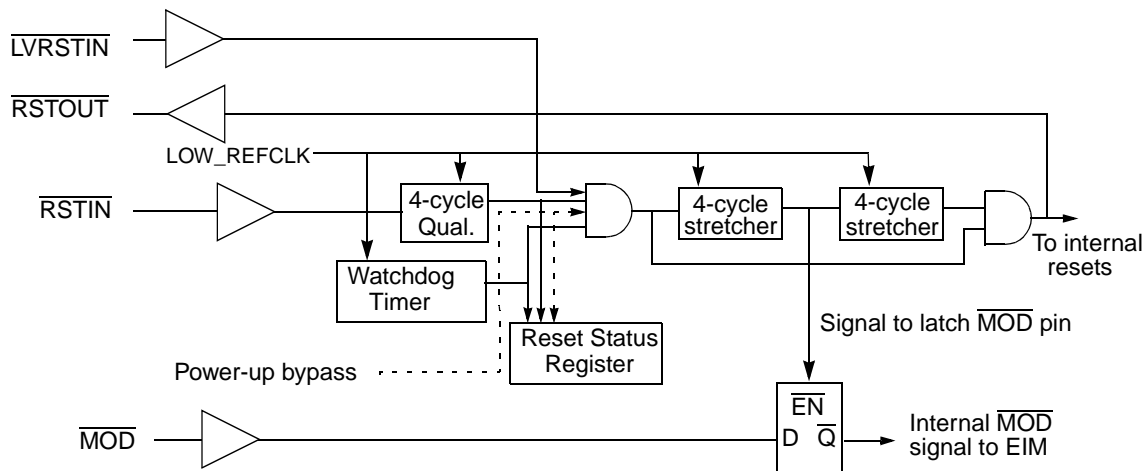 LVRSTIN
RSTOUT
LOW_REFCLK
RSTIN
4-cycle
Qual.
4-cycle
stretcher
4-cycle
stretcher
To internal
resets
Watchdog
Timer
Reset Status
Register
Signal to latch MOD pin
Power-up bypass
EN
MOD
D
Q
Internal MOD
signal to EIM